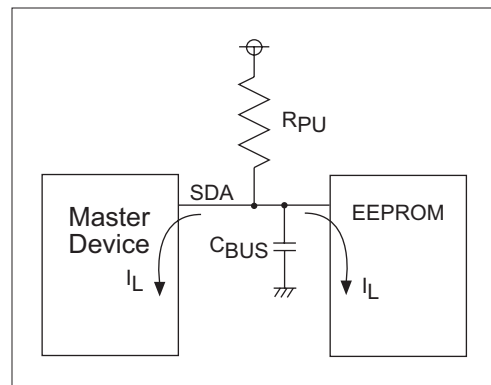 RPU
SDA
Master
Device
EEPROM
CBUS
IL
IL